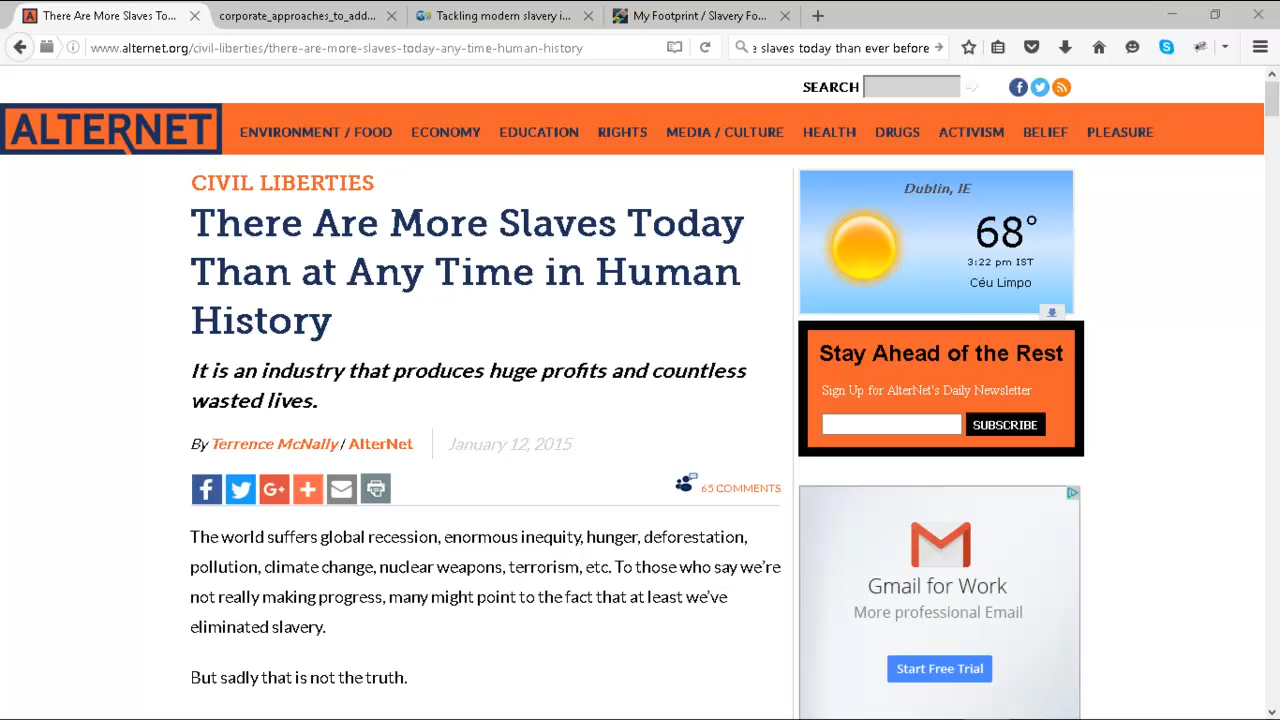 There Are More Slaves To...
corporate_approaches_to_add...
Tackling modern slavery i...
My Footprint / Slavery Fo...
www.alternet.org/civil-liberties/there-are-more-slaves-today-any-time-human-history
slaves today than ever before
SEARCH
ALTERNET
ENVIRONMENT / FOOD ECONOMY EDUCATION RIGHTS MEDIA / CULTURE HEALTH DRUGS ACTIVISM BELIEF PLEASURE
CIVIL LIBERTIES
There Are More Slaves Today
Than at Any Time in Human
History
It is an industry that produces huge profits and countless
wasted lives.
By Terrence McNally / AlterNet
January 12, 2015
65 COMMENTS
The world suffers global recession, enormous inequity, hunger, deforestation,
pollution, climate change, nuclear weapons, terrorism, etc. To those who say we're
not really making progress, many might point to the fact that at least we've
eliminated slavery.
But sadly that is not the truth.
Dublin, IE
68°
3:22 pm IST
Céu Limpo
Stay Ahead of the Rest
Sign Up for AlterNet's Daily Newsletter
SUBSCRIBE
Gmail for Work
More professional Email
Start Free Trial